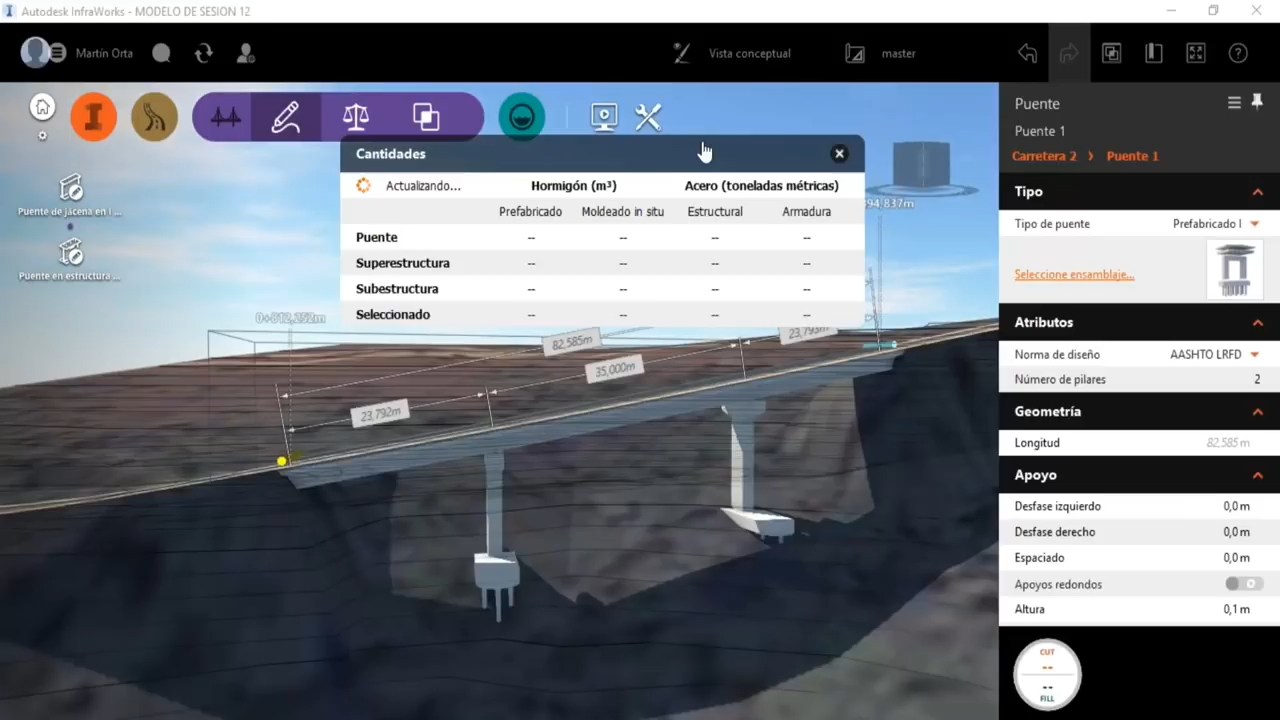 Autodesk InfraWorks - MODELO DE SESION 12
Martín Orta
Vista conceptual
master
Cantidades
Actualizando... Hormigón (m³) Acero (toneladas métricas)
Prefabricado Moldeado in situ Estructural Armadura
Puente -- -- -- --
Superestructura -- -- -- --
Subestructura -- -- -- --
Seleccionado -- -- -- --
Puente de jácena en I ...
Puente en estructura ...
0+812,252m
94,837m
82.585m
23,793m
35,000m
23,792m
Puente
Puente 1
Carretera 2 > Puente 1
Tipo
Tipo de puente Prefabricado I
Seleccione ensamblaje...
Atributos
Norma de diseño AASHTO LRFD
Número de pilares 2
Geometría
Longitud 82,585 m
Apoyo
Desfase izquierdo 0,0 m
Desfase derecho 0,0 m
Espaciado 0,0 m
Apoyos redondos
Altura 0,1 m
CUT
--
--
FILL